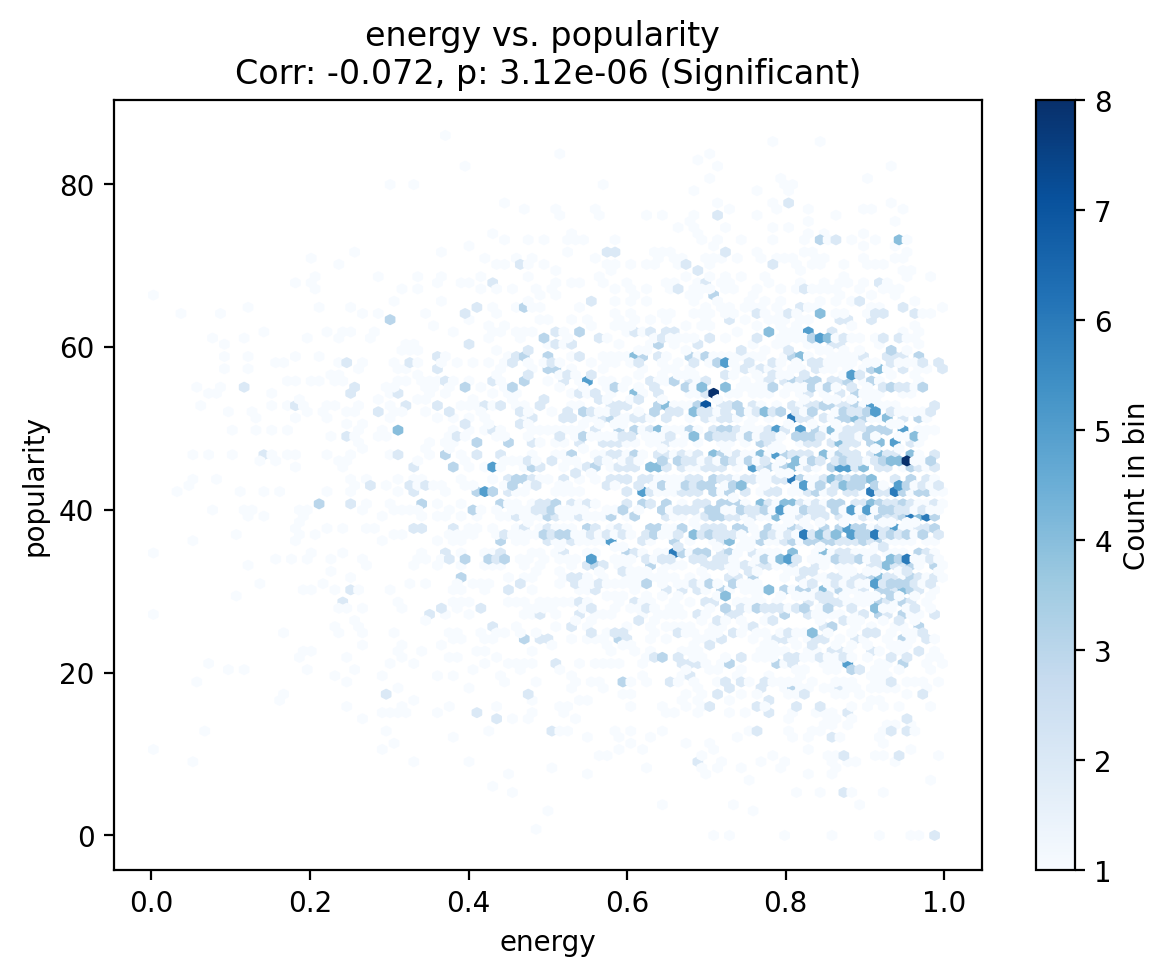 energy vs. popularity
Corr: -0.072, p: 3.12e-06 (Significant)
80
60
40
20
0
popularity
0.0 0.2 0.4 0.6 0.8 1.0
energy
8
7
6
5
4
3
2
1
Count in bin